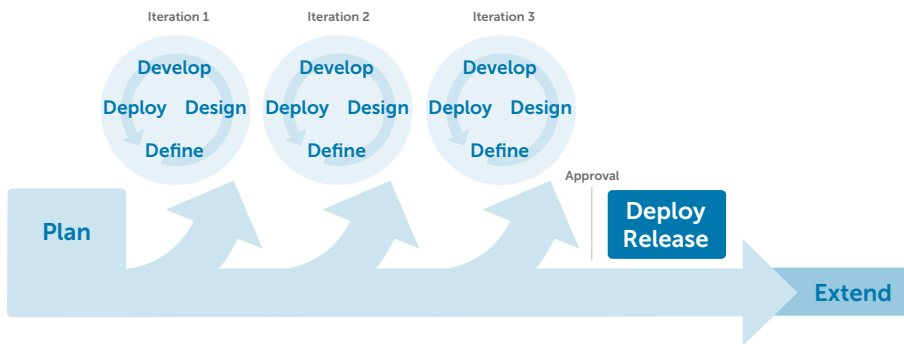 Iteration 1
Iteration 2
Iteration 3
Develop
Deploy Design
Define
Develop
Deploy Design
Define
Develop
Deploy Design
Define
Approval
Plan
Deploy
Release
Extend